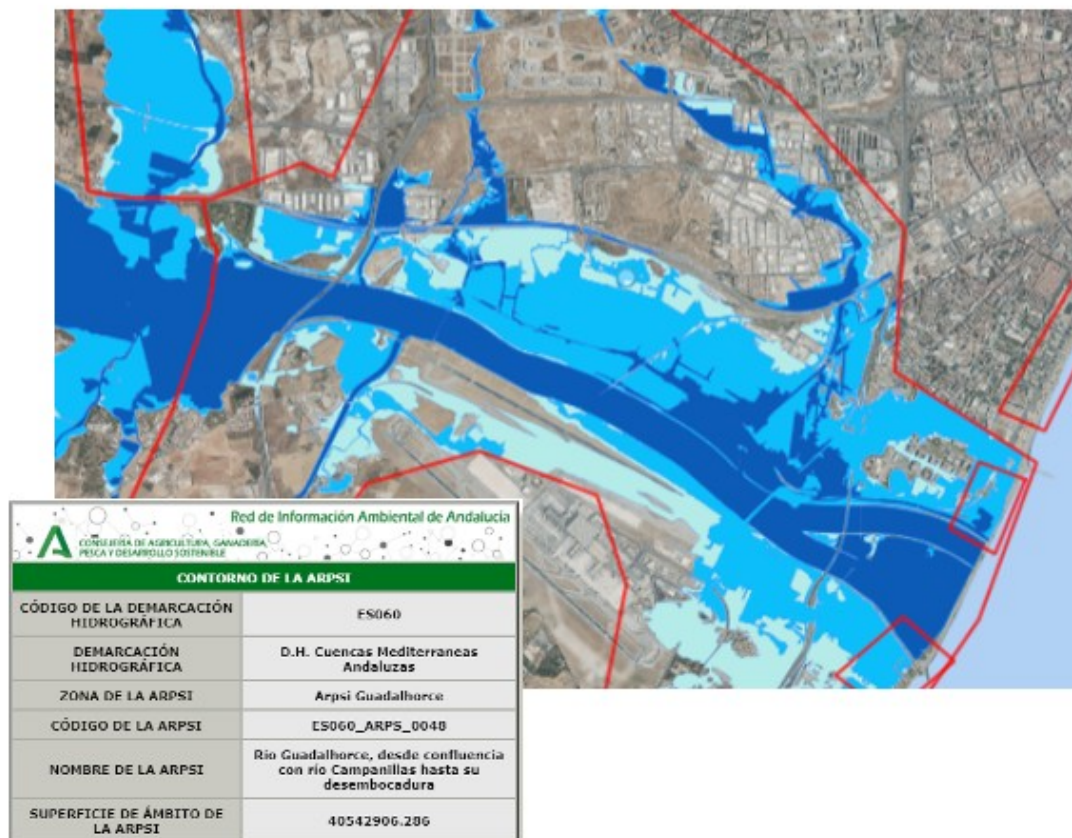 Red de Información Ambiental de Andalucía
CONSEJERÍA DE AGRICULTURA, GANADERÍA,
PESCA Y DESARROLLO SOSTENIBLE
CONTORNO DE LA ARPSI
CÓDIGO DE LA DEMARCACIÓN
HIDROGRÁFICA
ES060
DEMARCACIÓN
HIDROGRÁFICA
D.H. Cuencas Mediterraneas
Andaluzas
ZONA DE LA ARPSI
Arpsi Guadalhorce
CÓDIGO DE LA ARPSI
ES060_ARPS_0048
NOMBRE DE LA ARPSI
Río Guadalhorce, desde confluencia
con río Campanillas hasta su
desembocadura
SUPERFICIE DE ÁMBITO DE
LA ARPSI
40542906.286